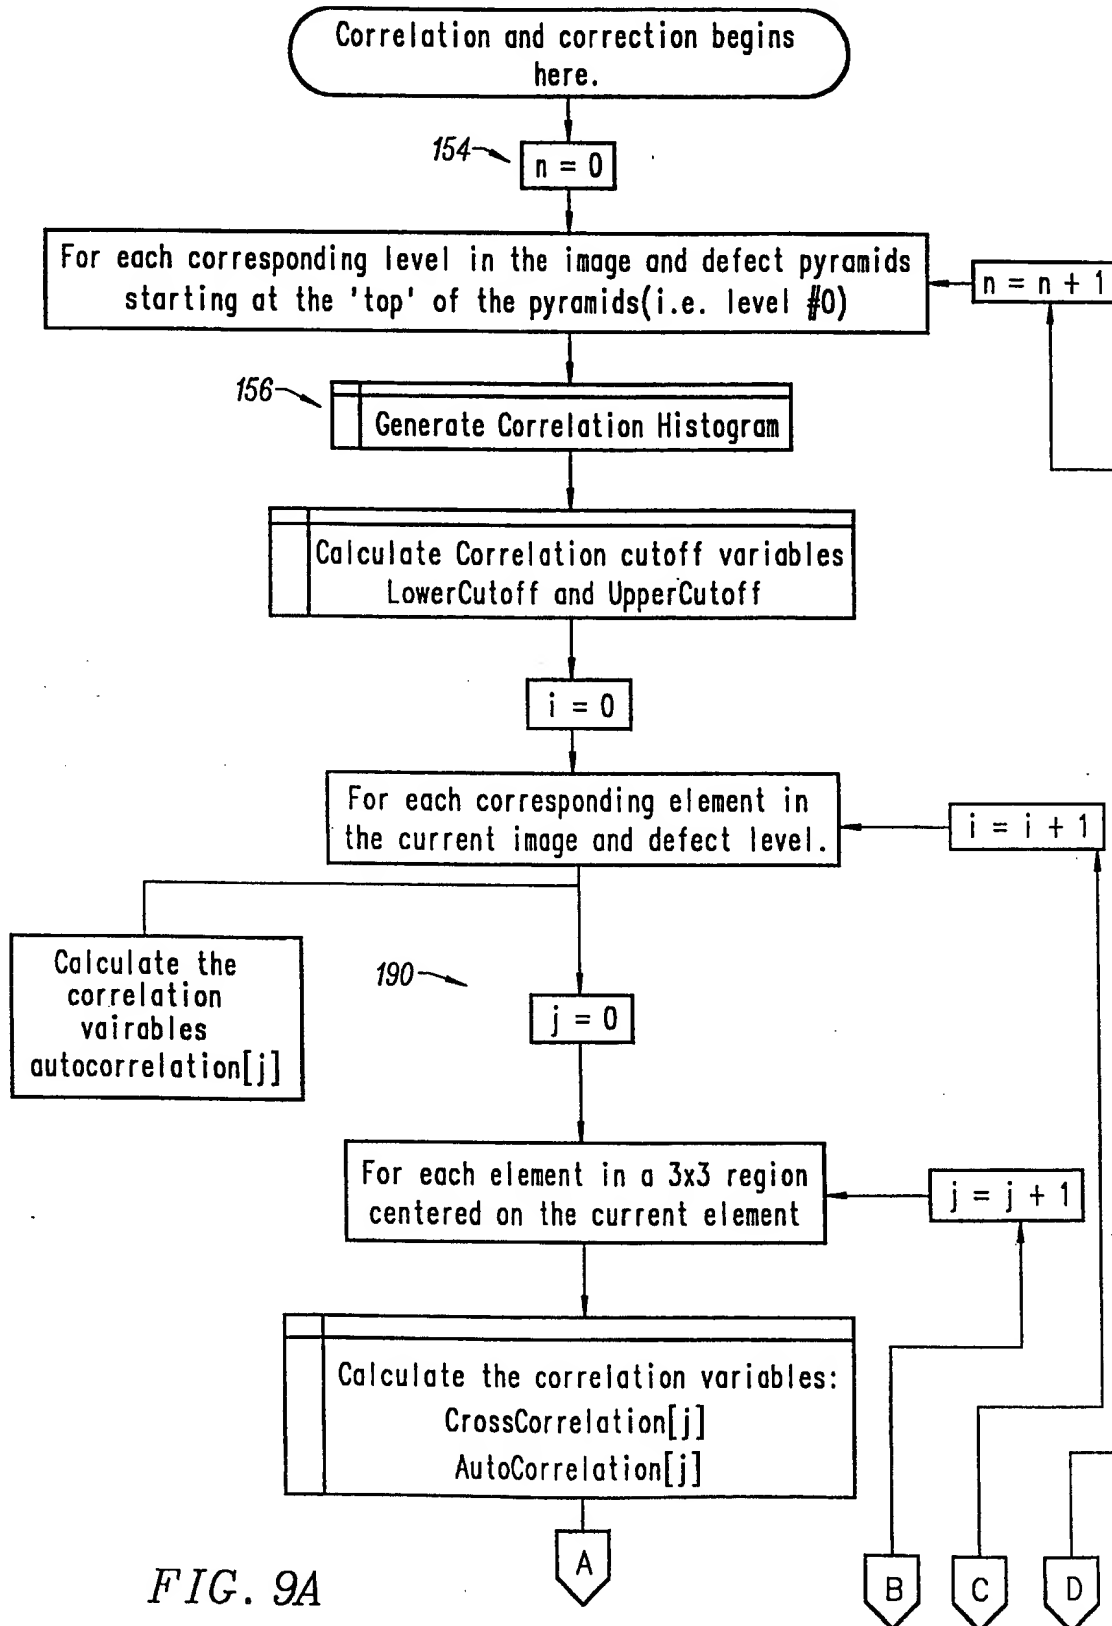 Correlation and correction begins
here.
154
n = 0
For each corresponding level in the image and defect pyramids
starting at the 'top' of the pyramids(i.e. level #0)
n = n + 1
156
Generate Correlation Histogram
Calculate Correlation cutoff variables
LowerCutoff and UpperCutoff
i = 0
For each corresponding element in
the current image and defect level.
i = i + 1
Calculate the
correlation
vairables
autocorrelation[j]
190
j = 0
For each element in a 3x3 region
centered on the current element
j = j + 1
Calculate the correlation variables:
CrossCorrelation[j]
AutoCorrelation[j]
A
B
C
D
FIG. 9A